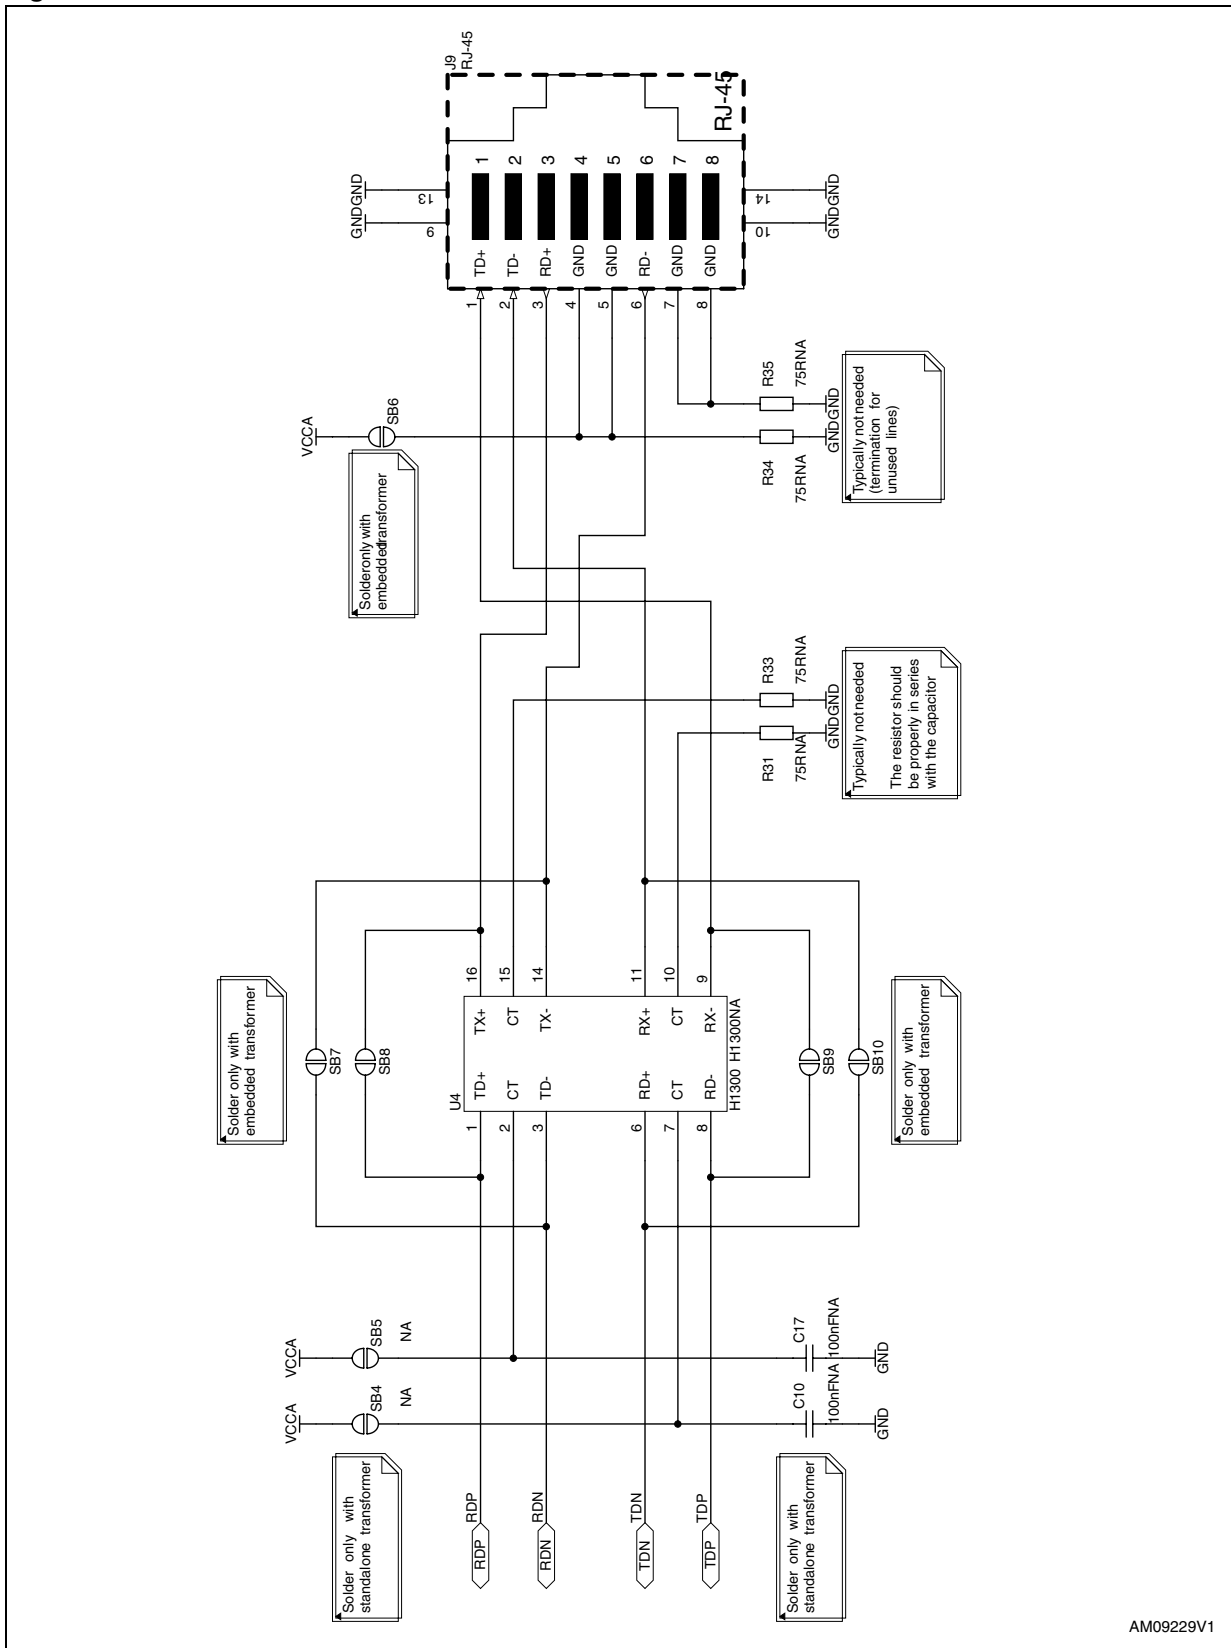 J9
RJ-45
RJ-45
1
2
3
4
5
6
7
8
TD+
TD-
RD+
GND
GND
RD-
GND
GND
1
2
3
4
5
6
7
8
GNDGND
13
9
14
10
GNDGND
VCCA
SB6
Solderonly with
embeddedtransformer
R35
75RNA
R34
75RNA
GNDGND
Typically not needed
(termination for
unused lines)
R33
75RNA
R31
75RNA
GNDGND
Typically not needed
The resistor should
be properly in series
with the capacitor
Solder only with
embedded transformer
SB7
SB8
16
15
14
11
10
9
TX+
CT
TX-
RX+
CT
RX-
U4
TD+
CT
TD-
RD+
CT
RD-
H1300 H1300NA
1
2
3
6
7
8
SB9
SB10
Solder only with
embedded transformer
VCCA
SB5
NA
VCCA
SB4
NA
C17
100nFNA
C10
100nFNA
GND
GND
Solder only with
standalone transformer
RDP
RDP
RDN
RDN
TDN
TDN
TDP
TDP
Solder only with
standalone transformer
AM09229V1